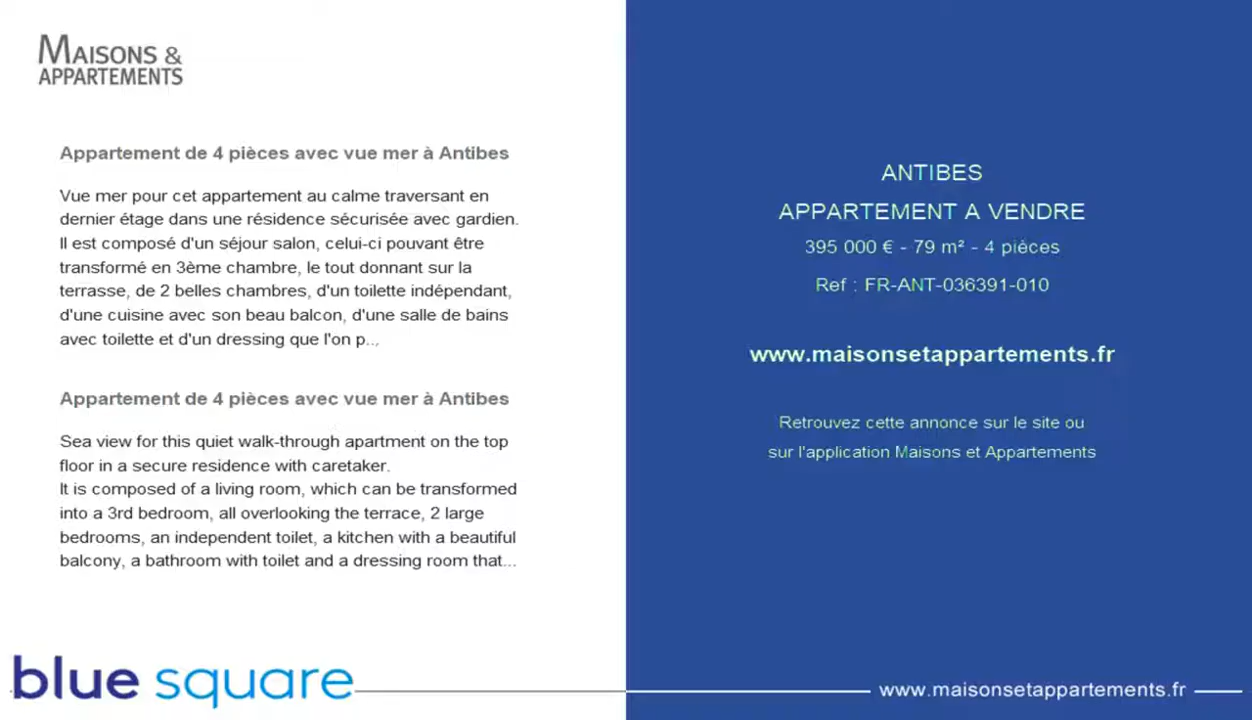 MAISONS &
APPARTEMENTS
Appartement de 4 pièces avec vue mer à Antibes
Vue mer pour cet appartement au calme traversant en
dernier étage dans une résidence sécurisée avec gardien.
Il est composé d'un séjour salon, celui-ci pouvant être
transformé en 3ème chambre, le tout donnant sur la
terrasse, de 2 belles chambres, d'un toilette indépendant,
d'une cuisine avec son beau balcon, d'une salle de bains
avec toilette et d'un dressing que l'on p...
Appartement de 4 pièces avec vue mer à Antibes
Sea view for this quiet walk-through apartment on the top
floor in a secure residence with caretaker.
It is composed of a living room, which can be transformed
into a 3rd bedroom, all overlooking the terrace, 2 large
bedrooms, an independent toilet, a kitchen with a beautiful
balcony, a bathroom with toilet and a dressing room that...
blue square
ANTIBES
APPARTEMENT A VENDRE
395 000 € - 79 m² - 4 pièces
Ref : FR-ANT-036391-010
www.maisonsetappartements.fr
Retrouvez cette annonce sur le site ou
sur l'application Maisons et Appartements
www.maisonsetappartements.fr